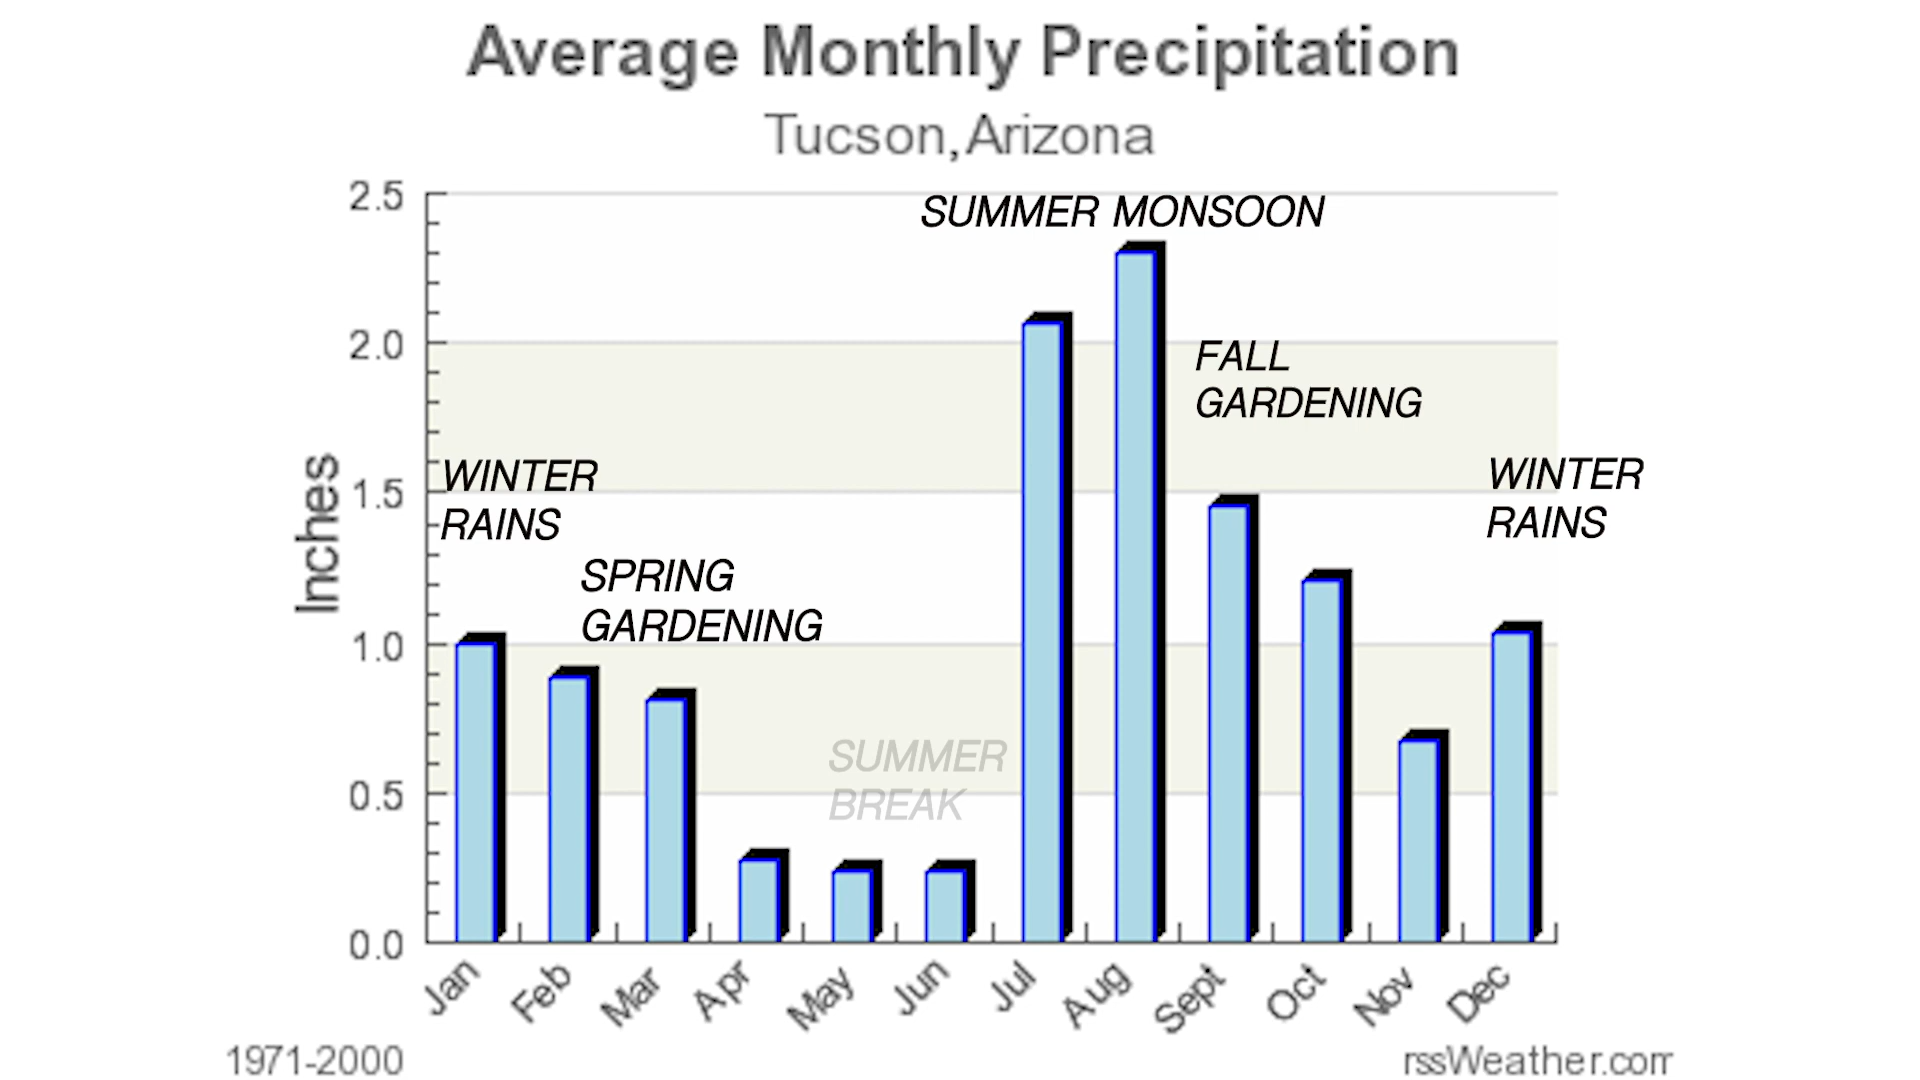 Average Monthly Precipitation
Tucson, Arizona
2.5
SUMMER MONSOON
2.0
FALL
GARDENING
Inches
1.5
WINTER
RAINS
WINTER
RAINS
SPRING
GARDENING
1.0
SUMMER
BREAK
0.5
0.0
Jan Feb Mar Apr May Jun Jul Aug Sept Oct Nov Dec
1971-2000
rssWeather.com